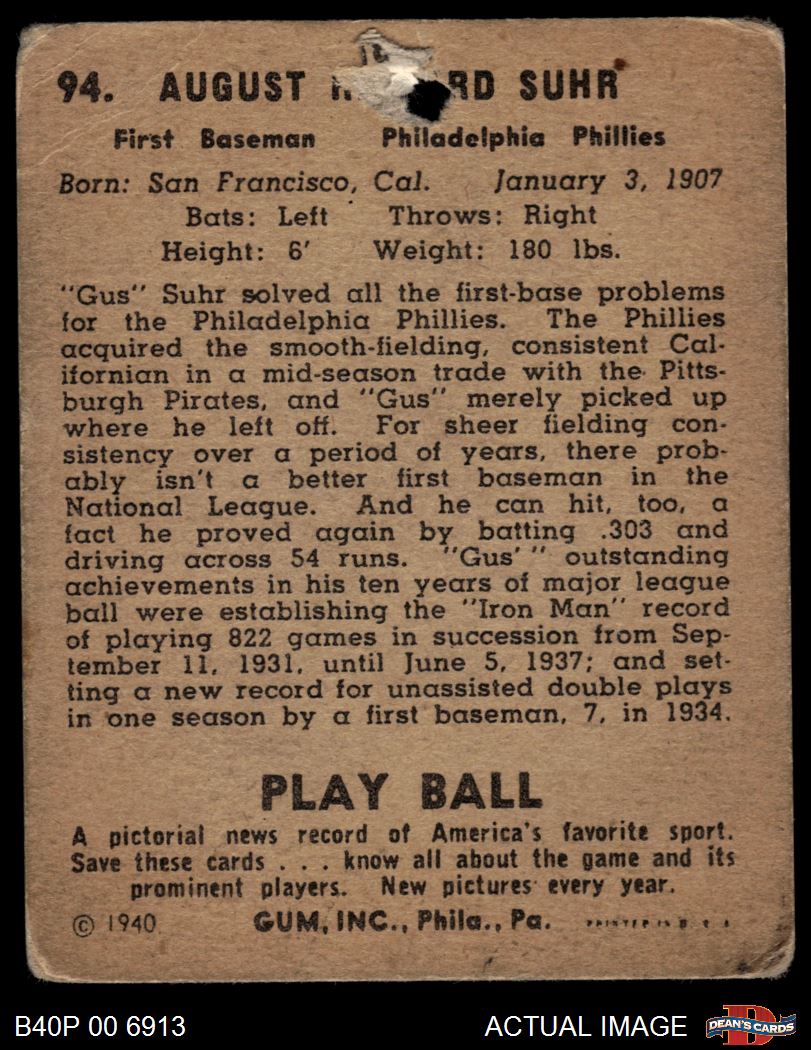 94. AUGUST SUHR
First Baseman Philadelphia Phillies
Born: San Francisco, Cal. January 3, 1907
Bats: Left Throws: Right
Height: 6' Weight: 180 lbs.
"Gus" Suhr solved all the first-base problems
for the Philadelphia Phillies. The Phillies
acquired the smooth-fielding, consistent Cal-
ifornian in a mid-season trade with the Pitts-
burgh Pirates, and "Gus" merely picked up
where he left off. For sheer fielding con-
sistency over a period of years, there prob-
ably isn't a better first baseman in the
National League. And he can hit, too, a
fact he proved again by batting .303 and
driving across 54 runs. "Gus' " outstanding
achievements in his ten years of major league
ball were establishing the "Iron Man" record
of playing 822 games in succession from Sep-
tember 11, 1931, until June 5, 1937; and set-
ting a new record for unassisted double plays
in one season by a first baseman, 7, in 1934.
PLAY BALL
A pictorial news record of America's favorite sport.
Save these cards . . . know all about the game and its
prominent players. New pictures every year.
© 1940 GUM, INC., Phila., Pa. PRINTED IN U. S. A.
B40P 00 6913 ACTUAL IMAGE DEAN'S CARDS